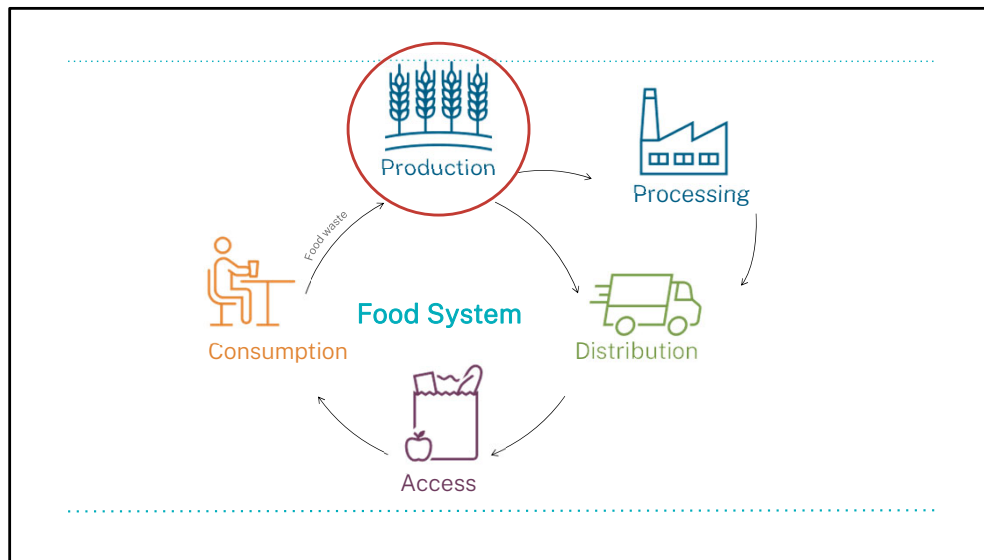 Production
Processing
Food waste
Food System
Consumption
Distribution
Access